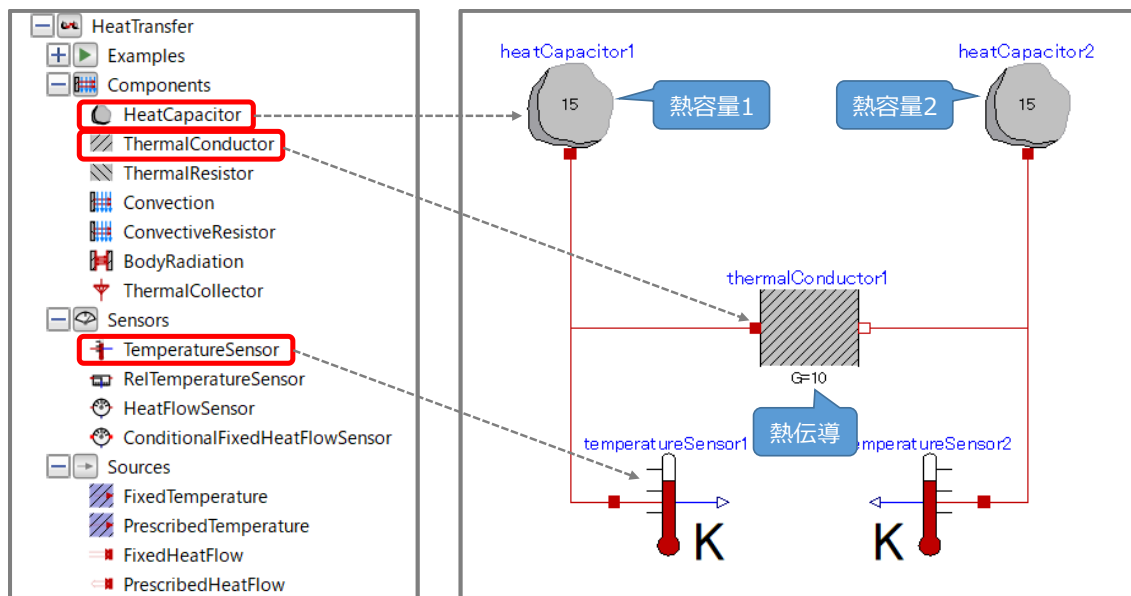 HeatTransfer
Examples
Components
HeatCapacitor
ThermalConductor
ThermalResistor
Convection
ConvectiveResistor
BodyRadiation
ThermalCollector
Sensors
TemperatureSensor
RelTemperatureSensor
HeatFlowSensor
ConditionalFixedHeatFlowSensor
Sources
FixedTemperature
PrescribedTemperature
FixedHeatFlow
PrescribedHeatFlow
heatCapacitor1
heatCapacitor2
15
熱容量1
熱容量2
15
thermalConductor1
G=10
熱伝導
temperatureSensor1
emperatureSensor2
K
K